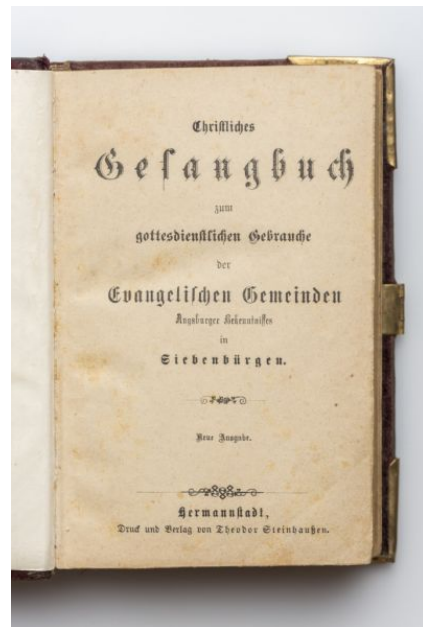 Christliches
Gesangbuch
zum
gottesdienstlichen Gebrauche
der
Evangelischen Gemeinden
Augsburger Bekenntnisses
in
Siebenbürgen.
Neue Ausgabe.
Hermannstadt,
Druck und Verlag von Theodor Steinhaußen.